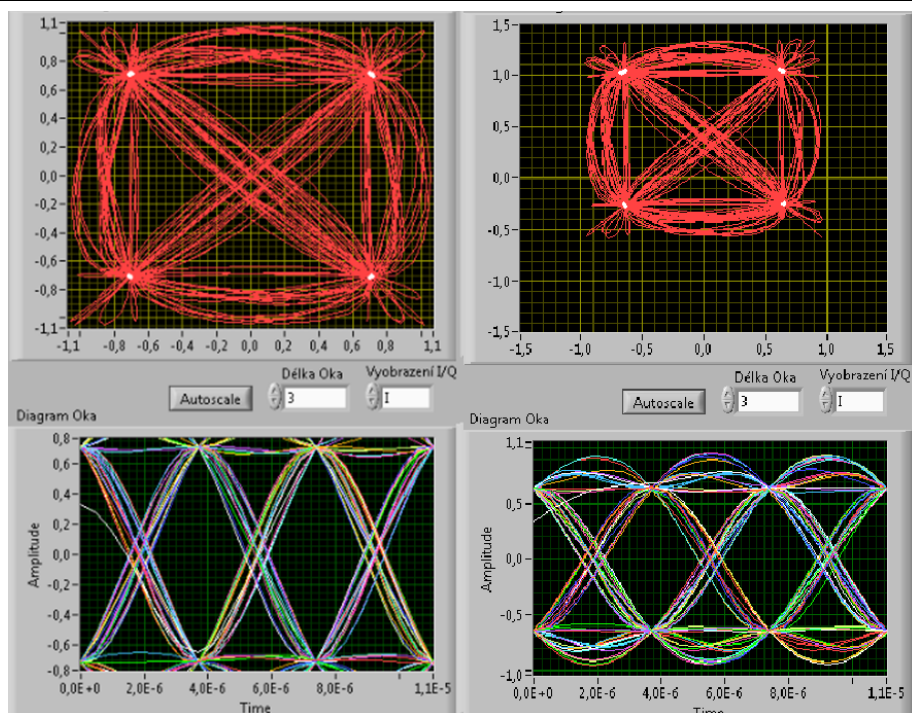 1,1
0,8
0,6
0,4
0,2
0,0
-0,2
-0,4
-0,6
-0,8
-1,1
-1,1 -0,8 -0,6 -0,4 -0,2 0,0 0,2 0,4 0,6 0,8 1,1
1,5
1,0
0,5
0,0
-0,5
-1,0
-1,5
-1,5 -1,0 -0,5 0,0 0,5 1,0 1,5
Délka Oka
Vyobrazení I/Q
Autoscale
3
I
Délka Oka
Vyobrazení I/Q
Autoscale
3
I
Diagram Oka
0,8
0,6
0,4
0,2
0,0
-0,2
-0,4
-0,6
-0,8
Amplitude
0,0E+0 2,0E-6 4,0E-6 6,0E-6 8,0E-6 1,1E-5
Time
Diagram Oka
1,1
0,5
0,0
-0,5
-1,0
Amplitude
0,0E+0 2,0E-6 4,0E-6 6,0E-6 8,0E-6 1,1E-5
Time